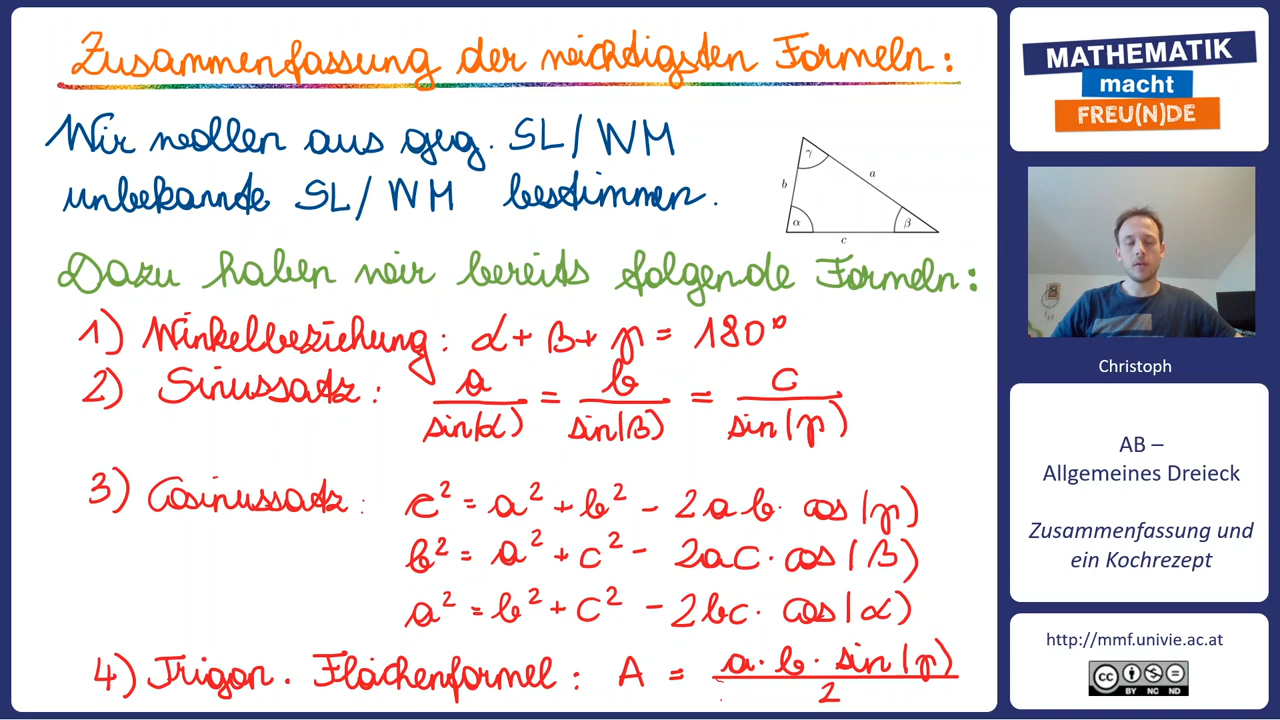 Zusammenfassung der wichtigsten Formeln:
Wir wollen aus geg. SL/WM
unbekannte SL/WM bestimmen.
γ
a
b
α
β
c
Dazu haben wir bereits folgende Formeln:
1) Winkelbeziehung: α + β + γ = 180°
2) Sinussatz: a/sin(α) = b/sin(β) = c/sin(γ)
3) Cosinussatz: c² = a² + b² - 2ab · cos(γ)
b² = a² + c² - 2ac · cos(β)
a² = b² + c² - 2bc · cos(α)
4) Trigon. Flächenformel: A = a · b · sin(γ)/2
MATHEMATIK
macht
FREU(N)DE
Christoph
AB –
Allgemeines Dreieck
Zusammenfassung und
ein Kochrezept
http://mmf.univie.ac.at
cc
BY NC ND